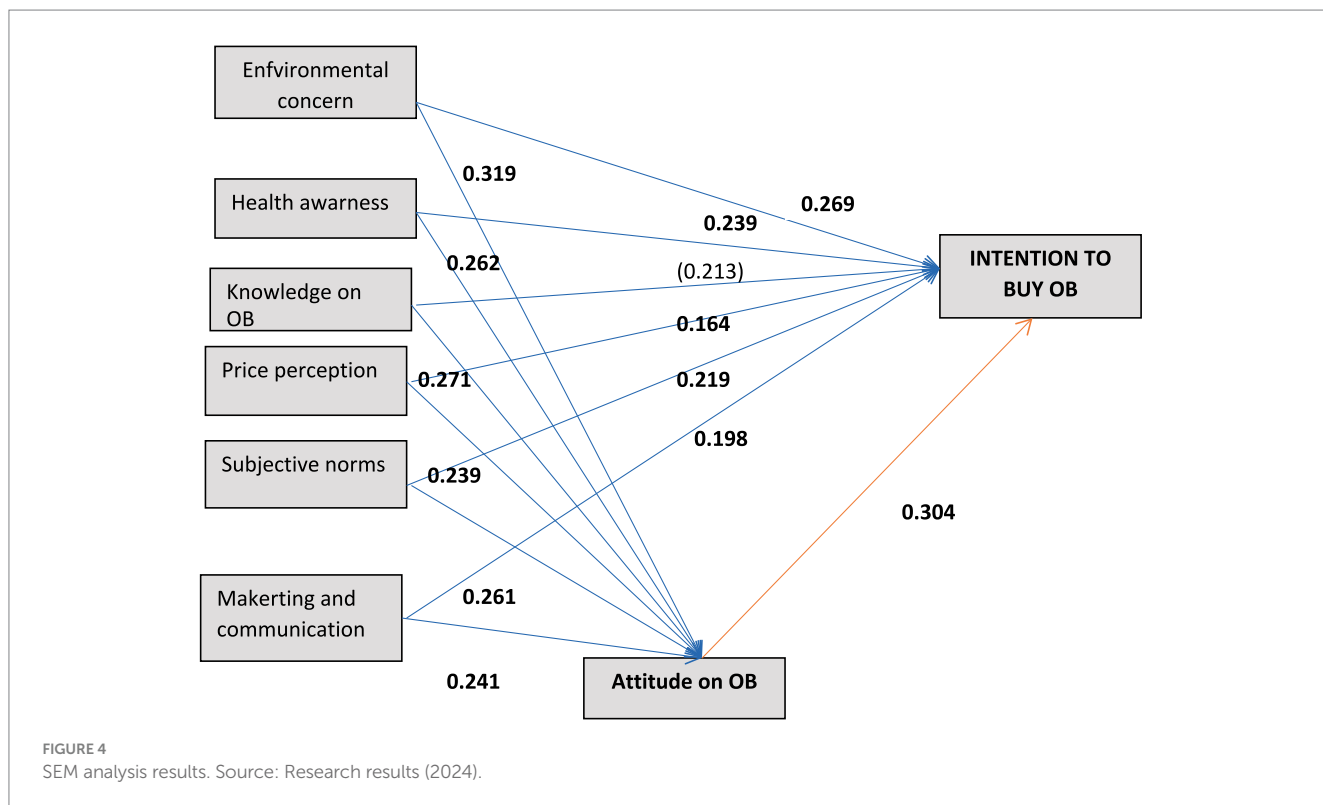 Enfvironmental
concern
0.319
Health awarness
0.269
0.239
INTENTION TO
BUY OB
0.262
(0.213)
Knowledge on
OB
0.164
Price perception
0.271
0.219
0.198
Subjective norms
0.239
0.304
Makerting and
communication
0.261
0.241
Attitude on OB
FIGURE 4
SEM analysis results. Source: Research results (2024).